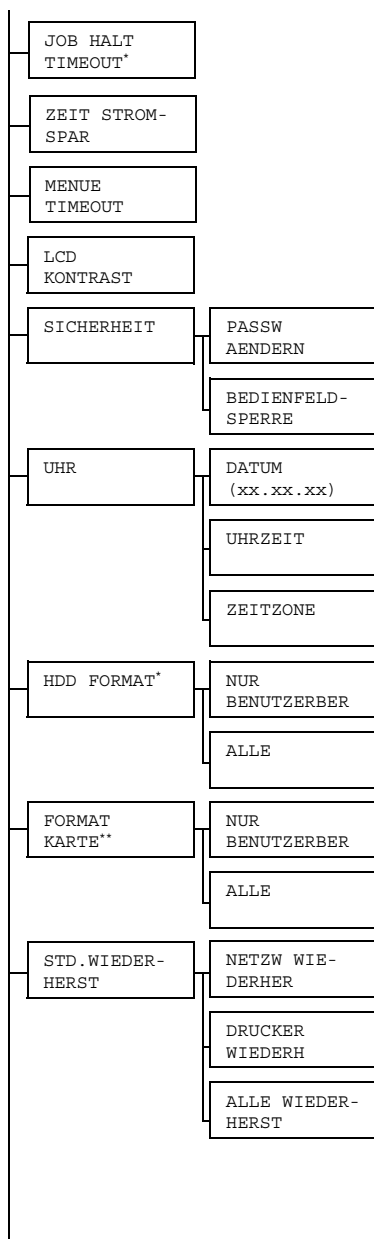 JOB HALT
TIMEOUT*
ZEIT STROM-
SPAR
MENUE
TIMEOUT
LCD
KONTRAST
SICHERHEIT
PASSW
AENDERN
BEDIENFELD-
SPERRE
UHR
DATUM
(xx.xx.xx)
UHRZEIT
ZEITZONE
HDD FORMAT*
NUR
BENUTZERBER
ALLE
FORMAT
KARTE**
NUR
BENUTZERBER
ALLE
STD.WIEDER-
HERST
NETZW WIE-
DERHER
DRUCKER
WIEDERH
ALLE WIEDER-
HERST